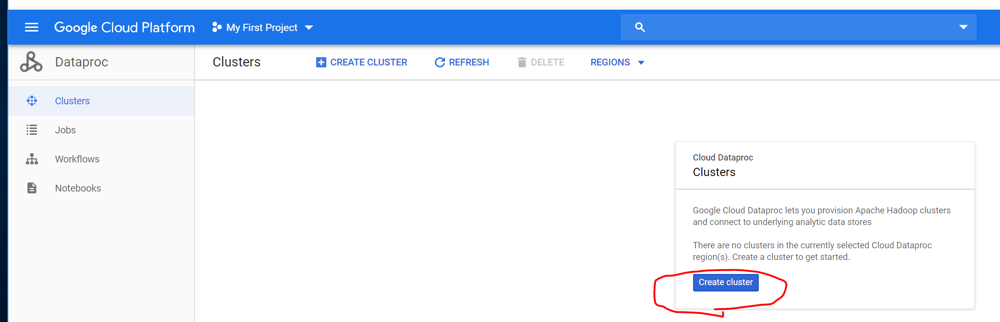 Google Cloud Platform My First Project
Dataproc
Clusters CREATE CLUSTER REFRESH DELETE REGIONS
Clusters
Jobs
Workflows
Notebooks
Cloud Dataproc
Clusters
Google Cloud Dataproc lets you provision Apache Hadoop clusters
and connect to underlying analytic data stores
There are no clusters in the currently selected Cloud Dataproc
region(s). Create a cluster to get started.
Create cluster